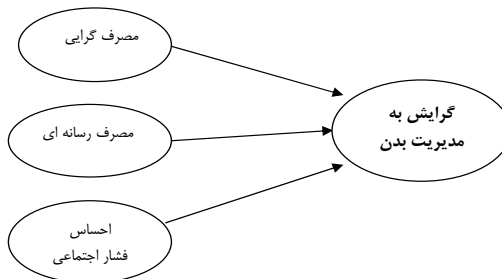 مصرف گرایی
گرایش به
مدیریت بدن
مصرف رسانه ای
احساس
فشار اجتماعی